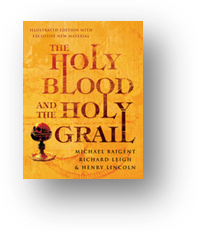 ILLUSTRATED EDITION WITH
EXCLUSIVE NEW MATERIAL
THE
HOLY
BLOOD
AND THE HOLY
GRAIL
MICHAEL BAIGENT
RICHARD LEIGH
& HENRY LINCOLN